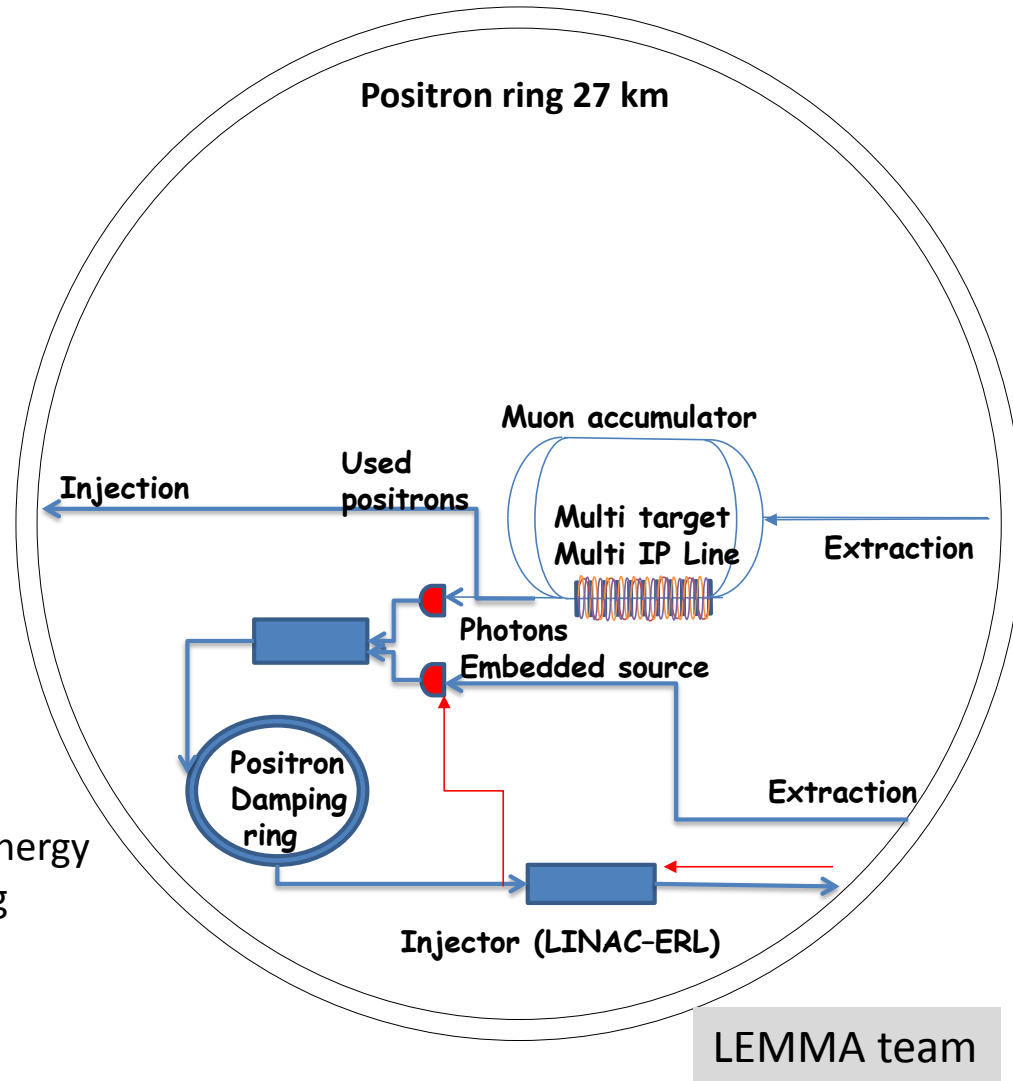 Positron ring 27 km
Muon accumulator
Used
positrons
Injection
Multi target
Multi IP Line
Extraction
Photons
Embedded source
Positron
Damping
ring
Extraction
nergy
g
Injector (LINAC-ERL)
LEMMA team